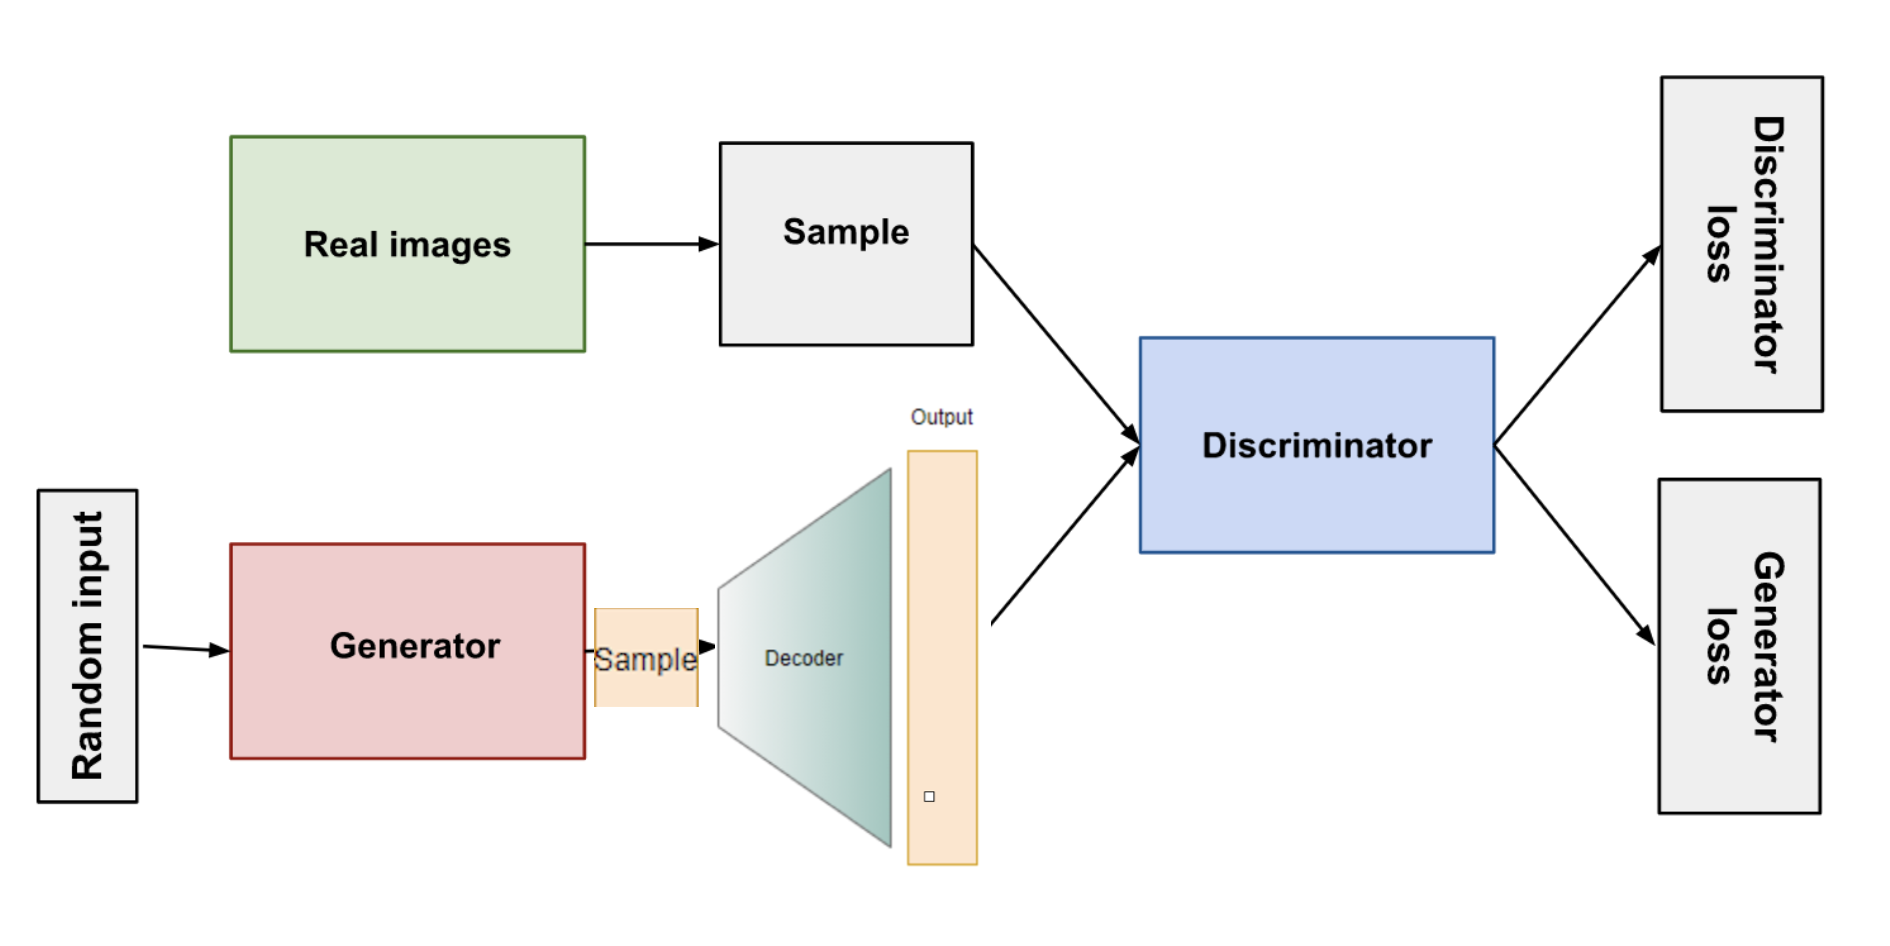 Real images
Sample
Discriminator
loss
Output
Discriminator
Random input
Generator
Sample
Decoder
Generator
loss